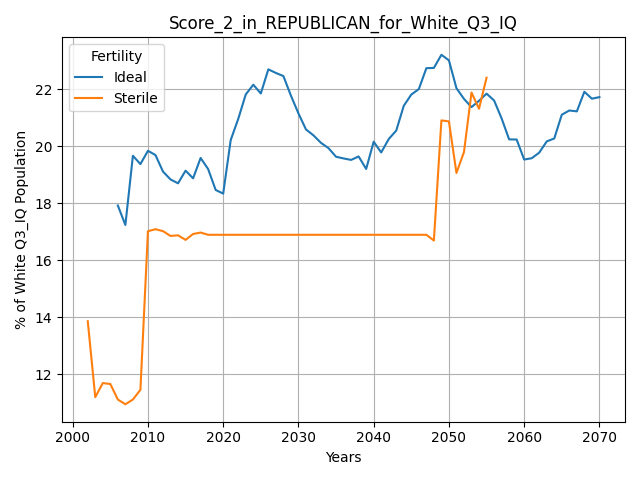 Score_2_in_REPUBLICAN_for_White_Q3_IQ
Fertility
Ideal
Sterile
% of White Q3_IQ Population
22
20
18
16
14
12
2000 2010 2020 2030 2040 2050 2060 2070
Years